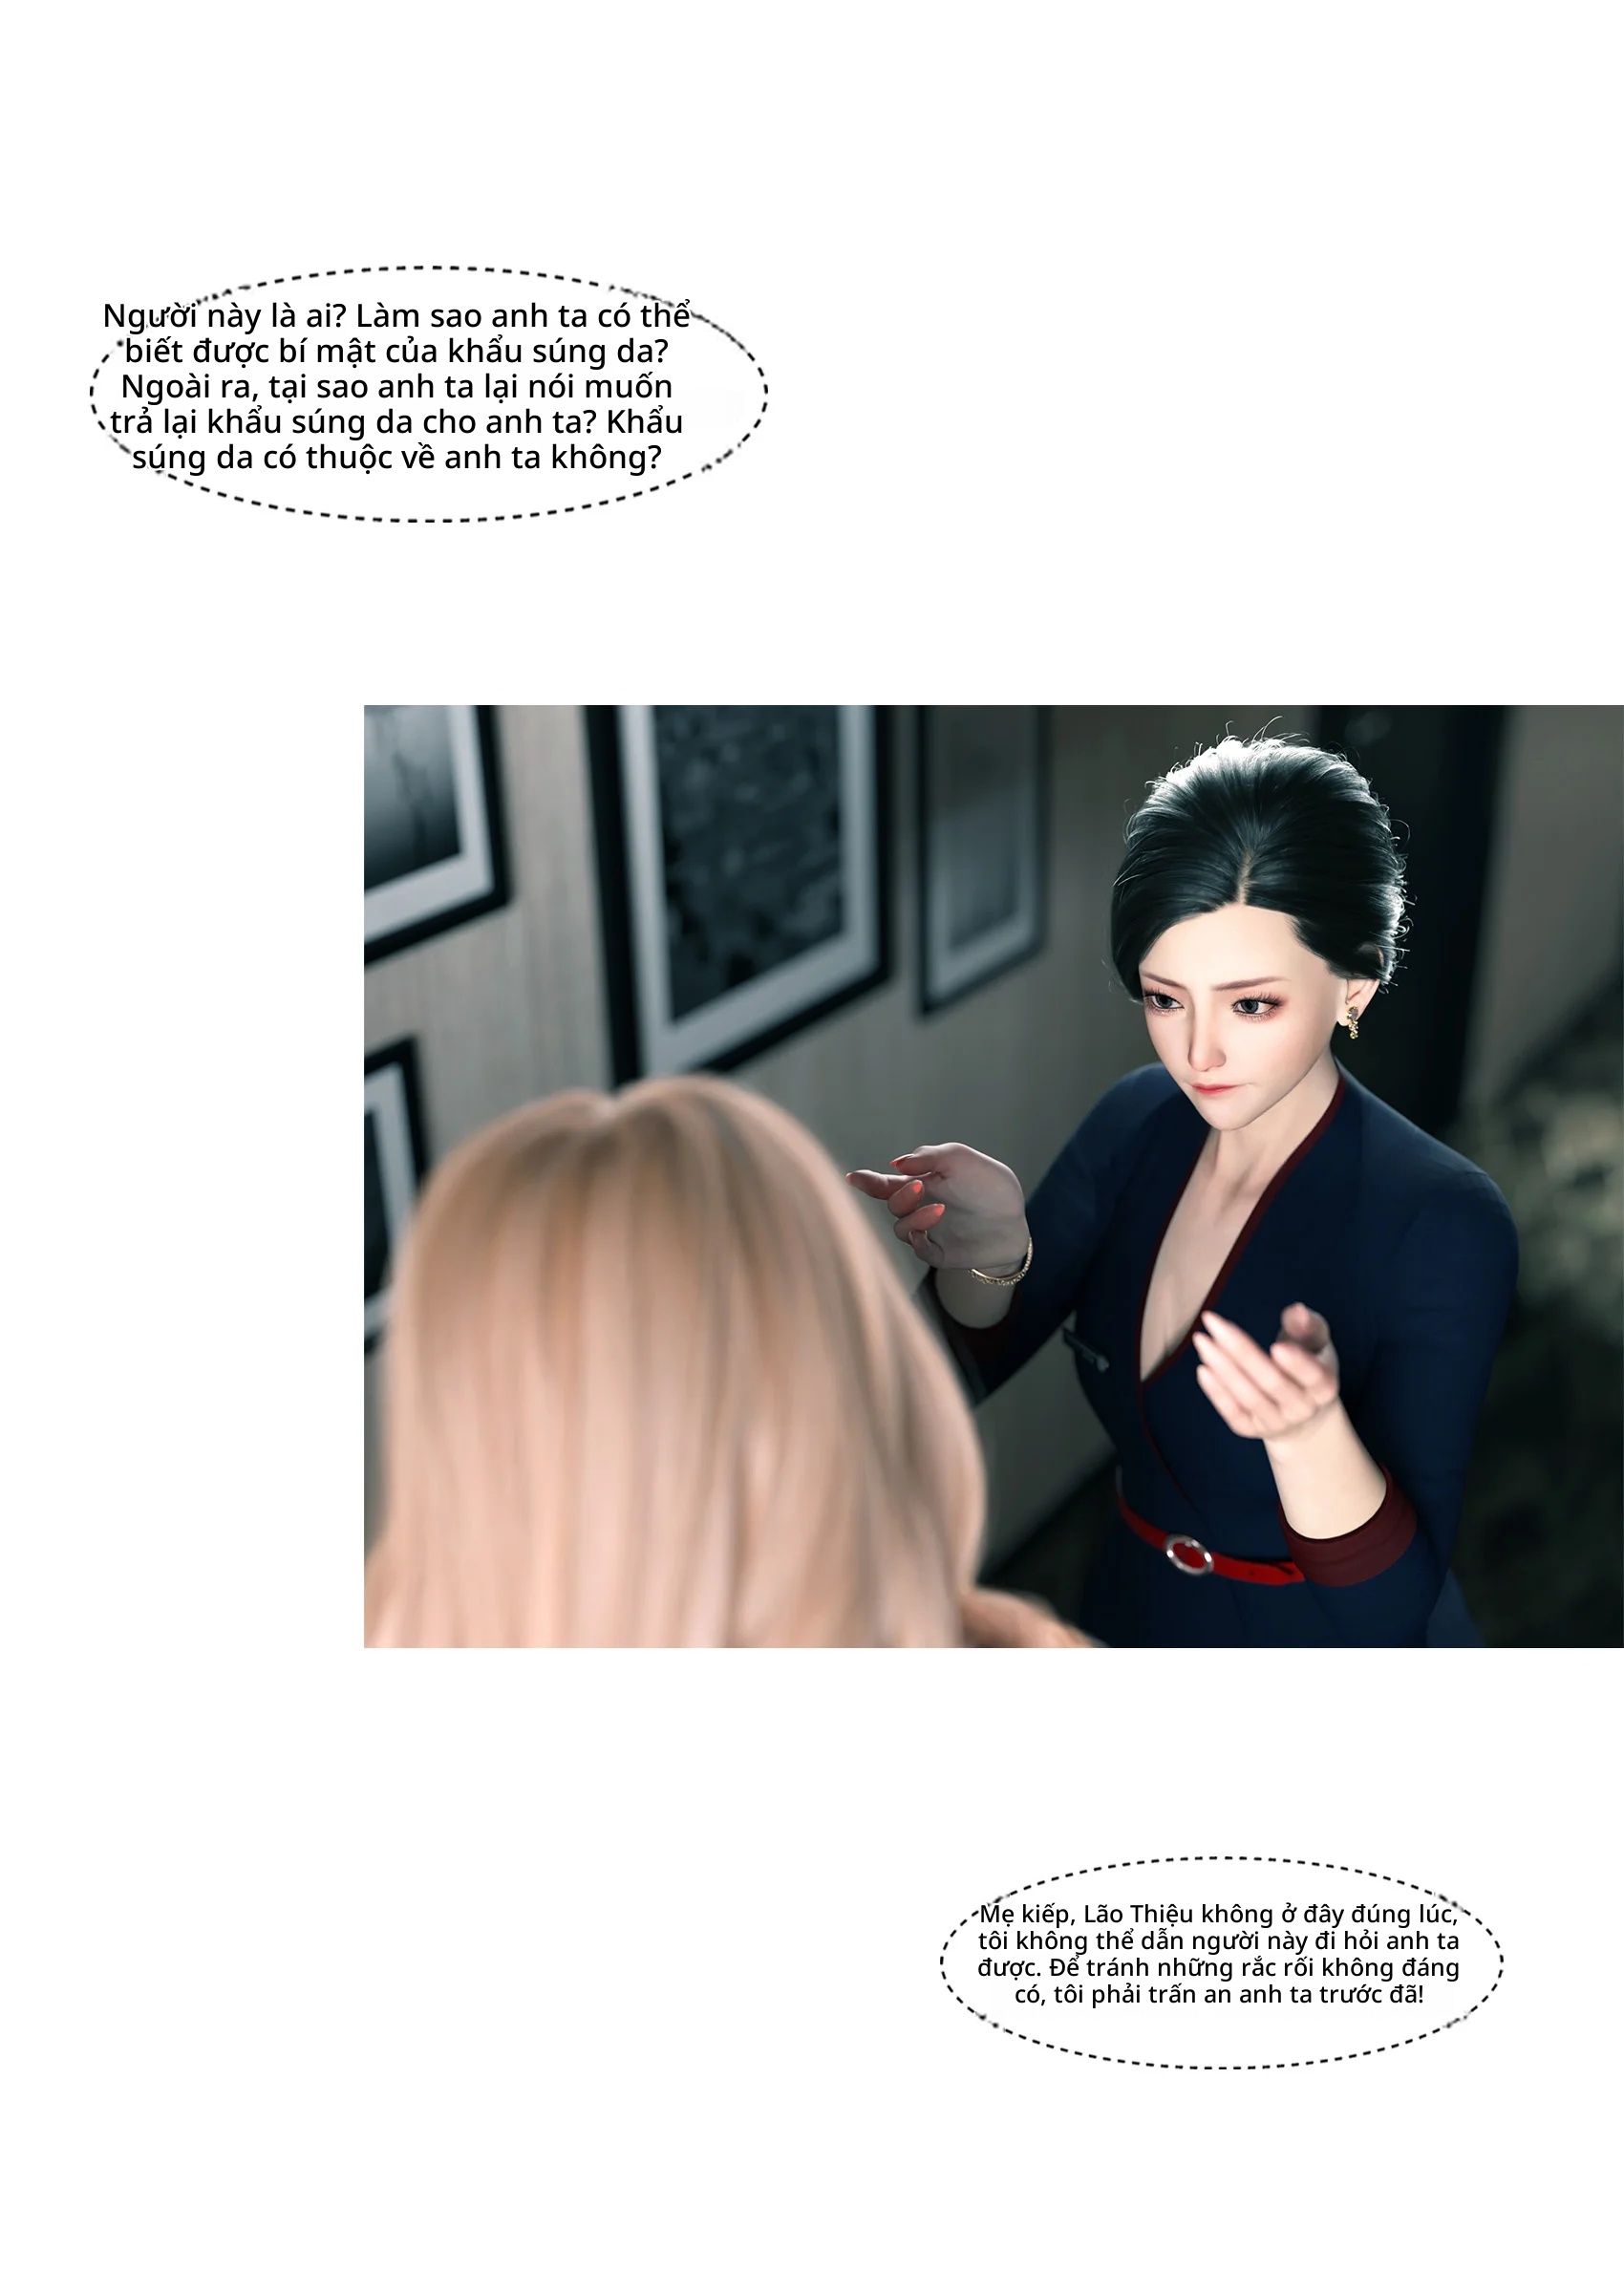 Người này là ai? Làm sao anh ta có thể
biết được bí mật của khẩu súng da?
Ngoài ra, tại sao anh ta lại nói muốn
trả lại khẩu súng da cho anh ta? Khẩu
súng da có thuộc về anh ta không?
Mẹ kiếp, Lão Thiệu không ở đây đúng lúc,
tôi không thể dẫn người này đi hỏi anh ta
được. Để tránh những rắc rối không đáng
có, tôi phải trấn an anh ta trước đã!